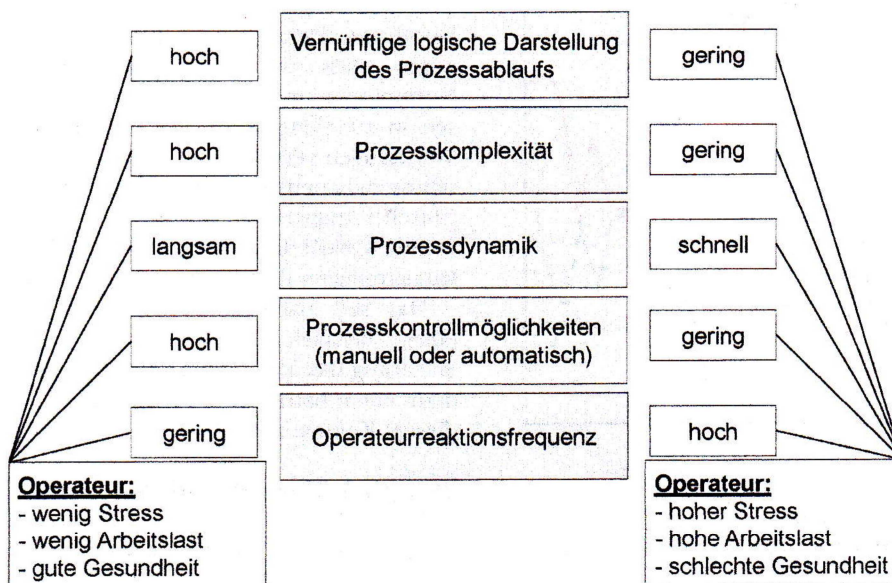 hoch
Vernünftige logische Darstellung
des Prozessablaufs
gering
hoch
Prozesskomplexität
gering
langsam
Prozessdynamik
schnell
hoch
Prozesskontrollmöglichkeiten
(manuell oder automatisch)
gering
gering
Operateurreaktionsfrequenz
hoch
Operateur:
- wenig Stress
- wenig Arbeitslast
- gute Gesundheit
Operateur:
- hoher Stress
- hohe Arbeitslast
- schlechte Gesundheit